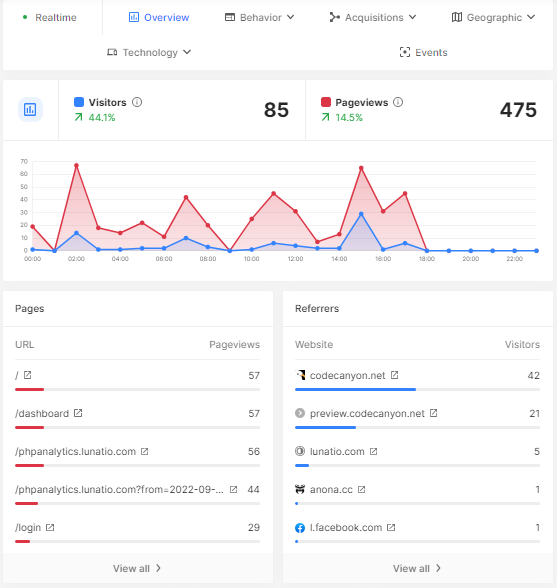 Realtime Overview Behavior Acquisitions Geographic
Technology Events
Visitors 85 Pageviews 475
44.1% 14.5%
70
60
50
40
30
20
10
0
00:00 02:00 04:00 06:00 08:00 10:00 12:00 14:00 16:00 18:00 20:00 22:00
Pages
URL Pageviews
/ 57
/dashboard 57
/phpanalytics.lunatio.com 56
/phpanalytics.lunatio.com?from=2022-09-... 44
/login 29
View all
Referrers
Website Visitors
codecanyon.net 42
preview.codecanyon.net 21
lunatio.com 5
anona.cc 1
l.facebook.com 1
View all